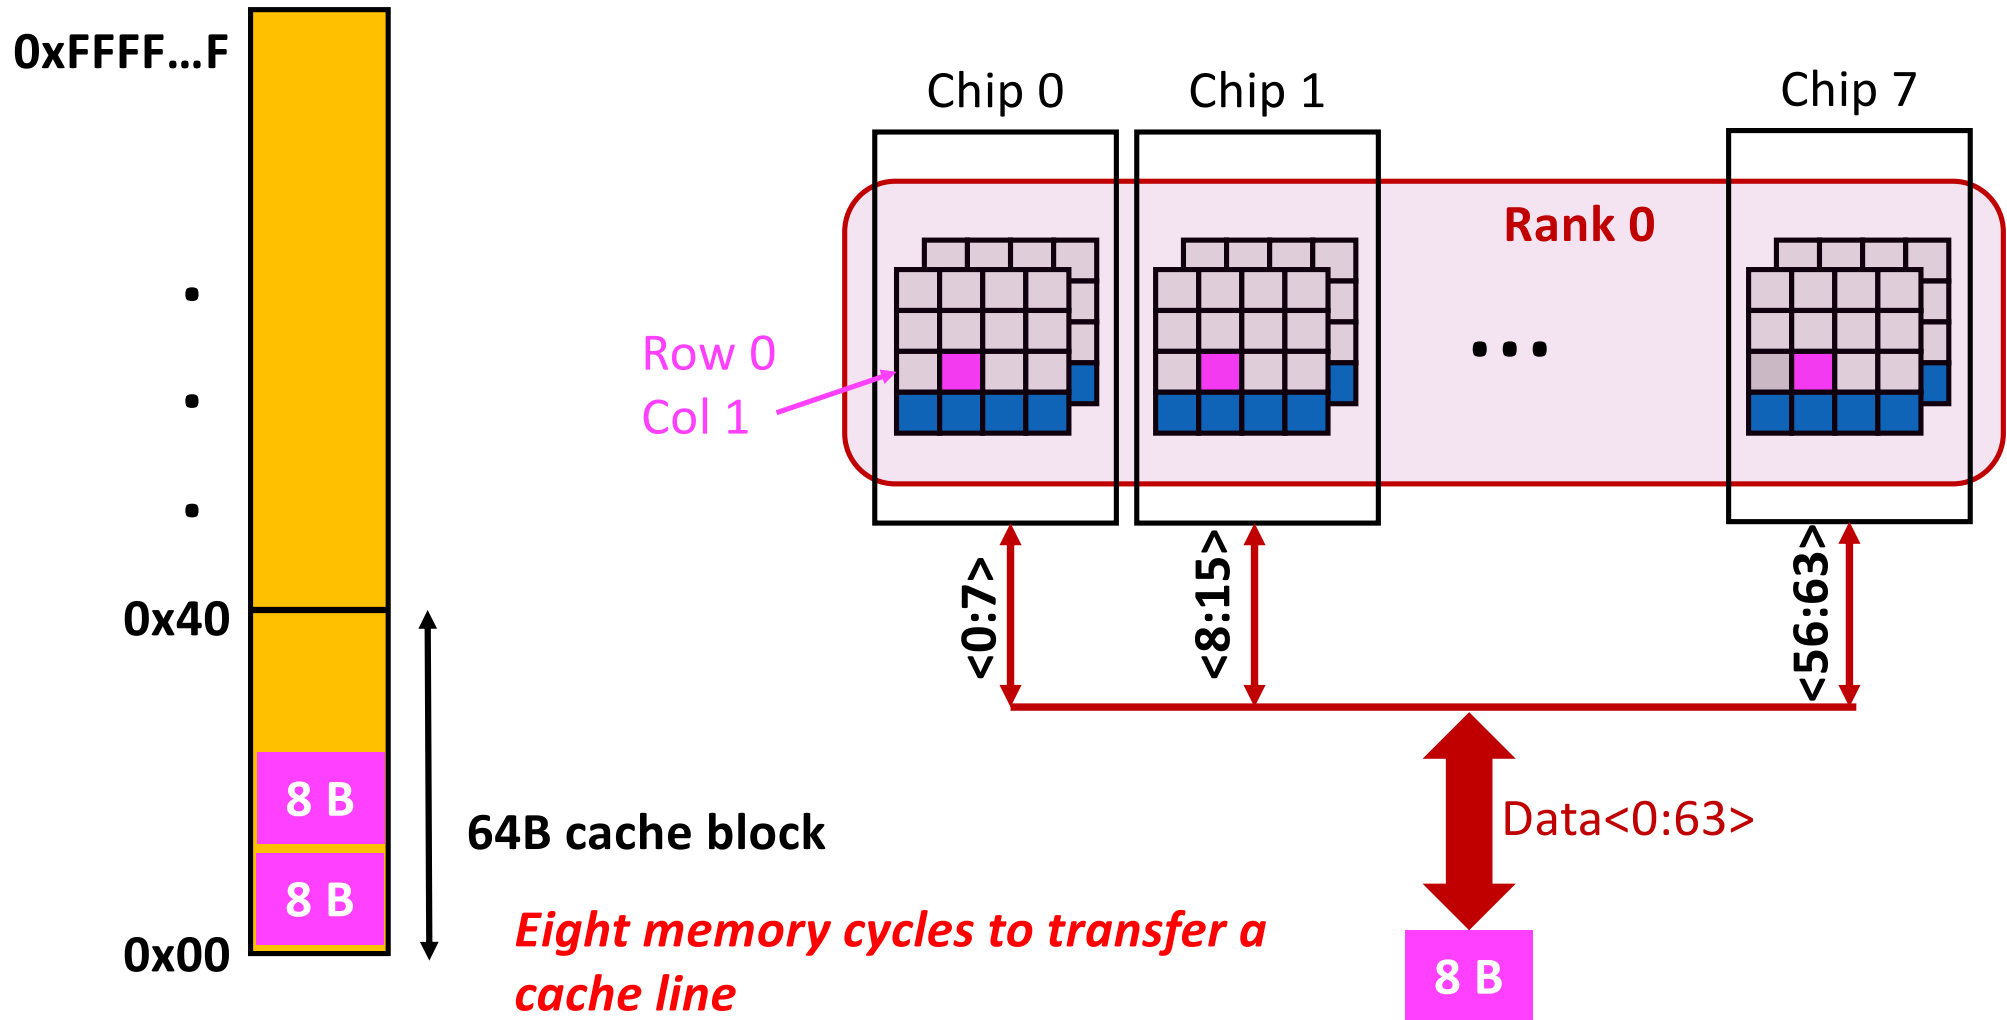 0xFFFF...F
Chip 0
Chip 1
Chip 7
Rank 0
Row 0
Col 1
...
<0:7>
<8:15>
<56:63>
0x40
8 B
8 B
0x00
64B cache block
Data<0:63>
Eight memory cycles to transfer a
cache line
8 B